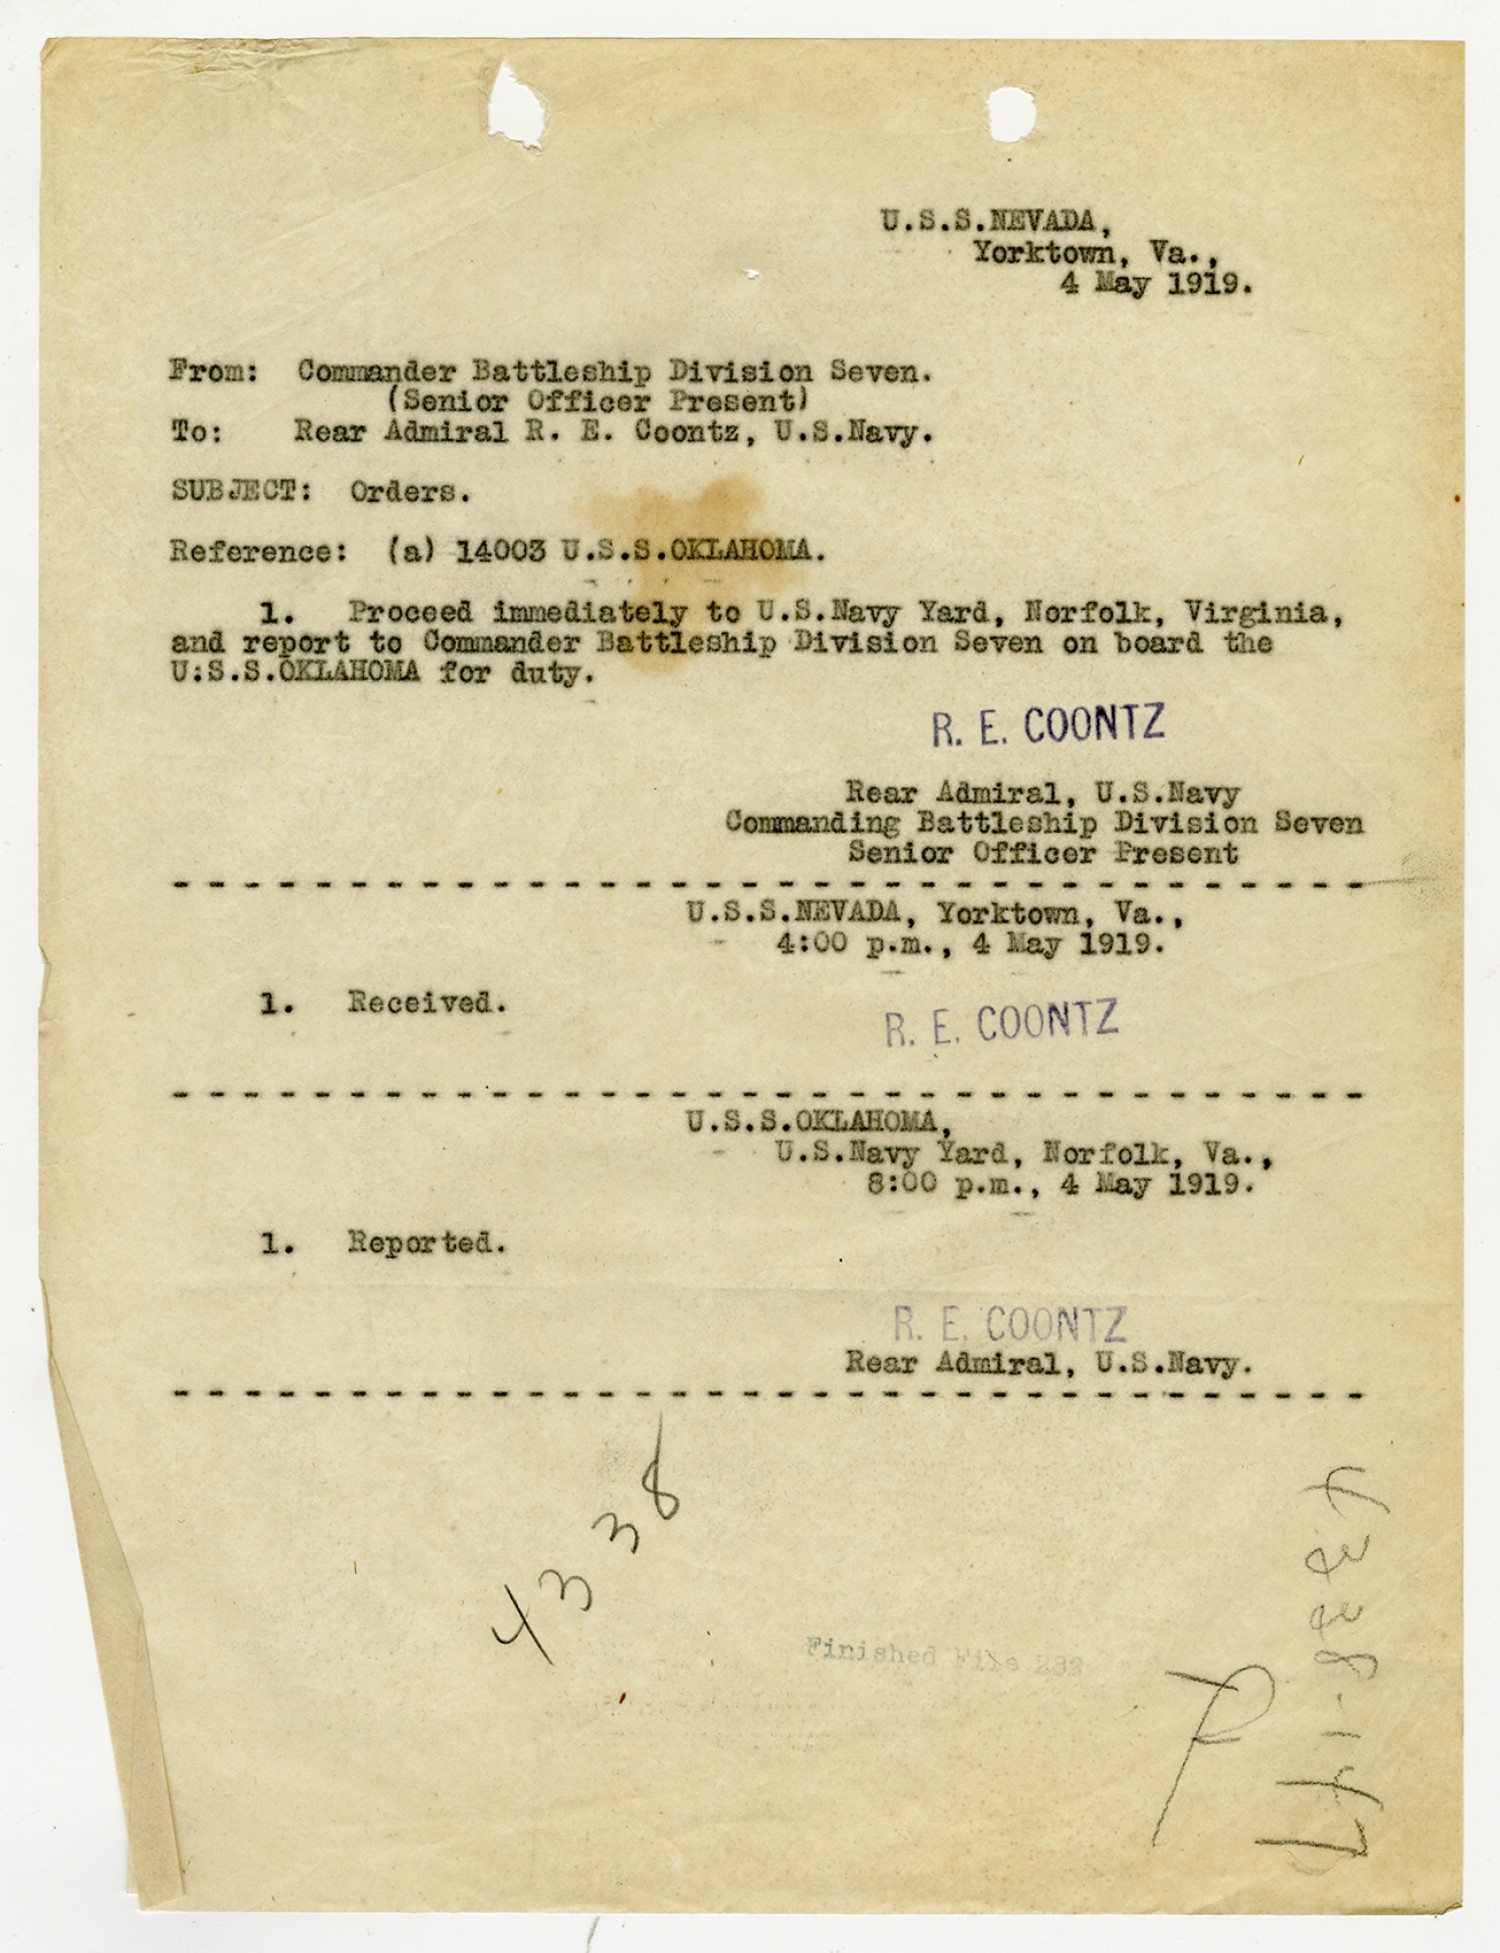 U.S.S.NEVADA,
Yorktown, Va.,
4 May 1919.
From: Commander Battleship Division Seven.
(Senior Officer Present)
To: Rear Admiral R. E. Coontz, U.S.Navy.
SUBJECT: Orders.
Reference: (a) 14003 U.S.S.OKLAHOMA.
1. Proceed immediately to U.S.Navy Yard, Norfolk, Virginia,
and report to Commander Battleship Division Seven on board the
U:S.S.OKLAHOMA for duty.
R. E. COONTZ
Rear Admiral, U.S.Navy
Commanding Battleship Division Seven
Senior Officer Present
U.S.S.NEVADA, Yorktown, Va.,
4:00 p.m., 4 May 1919.
1. Received.
R. E. COONTZ
U.S.S.OKLAHOMA,
U.S.Navy Yard, Norfolk, Va.,
8:00 p.m., 4 May 1919.
1. Reported.
R. E. COONTZ
Rear Admiral, U.S.Navy.
4338
Finished File 282